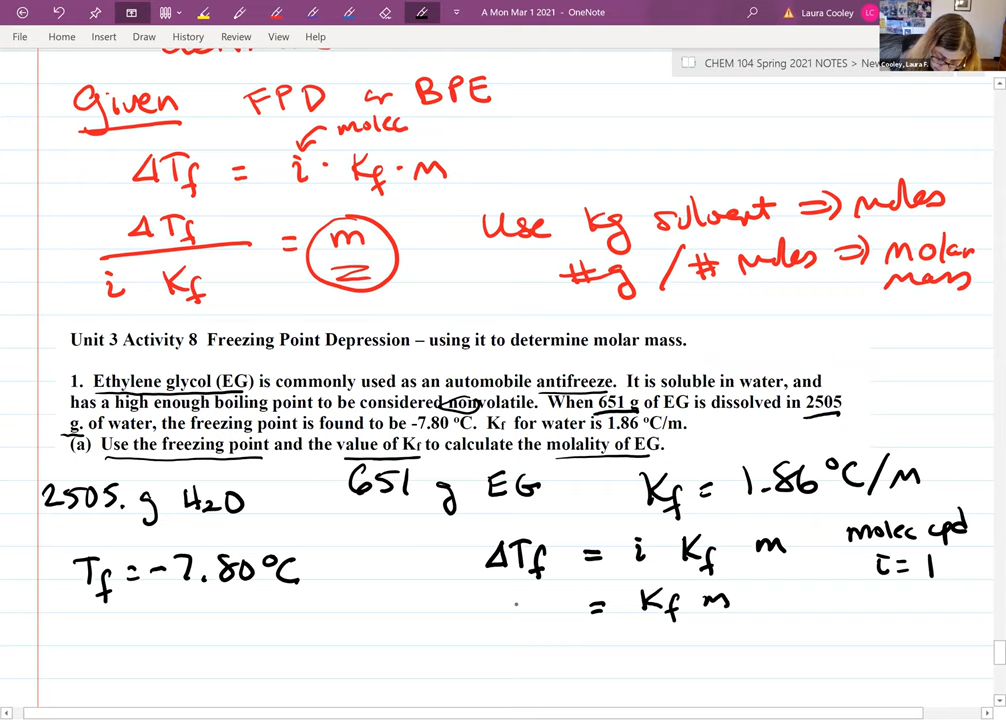 A Mon Mar 1 2021 - OneNote
Laura Cooley
LC
File Home Insert Draw History Review View Help
CHEM 104 Spring 2021 NOTES > New
Cooley, Laura F.
Given FPD or BPE
molec
ΔTf = i · Kf · m
ΔTf / i Kf = m
Use kg solvent ⇒ moles
#g / # moles ⇒ molar mass
Unit 3 Activity 8 Freezing Point Depression – using it to determine molar mass.
1. Ethylene glycol (EG) is commonly used as an automobile antifreeze. It is soluble in water, and
has a high enough boiling point to be considered nonvolatile. When 651 g of EG is dissolved in 2505
g. of water, the freezing point is found to be -7.80 ºC. Kf for water is 1.86 ºC/m.
(a) Use the freezing point and the value of Kf to calculate the molality of EG.
2505. g H2O 651 g EG Kf = 1.86 °C/m
Tf = -7.80°C ΔTf = i Kf m molec cpd
i = 1
= Kf m